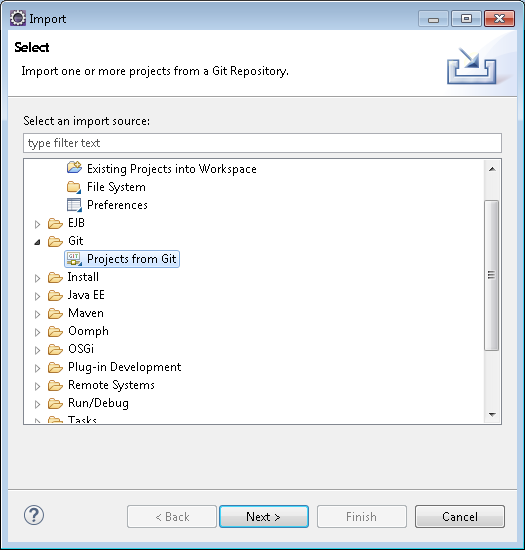 Import
Select
Import one or more projects from a Git Repository.
Select an import source:
type filter text
Existing Projects into Workspace
File System
Preferences
EJB
Git
GIT
Projects from Git
Install
Java EE
Maven
Oomph
OSGi
Plug-in Development
Remote Systems
Run/Debug
Tasks
?
< Back
Next >
Finish
Cancel